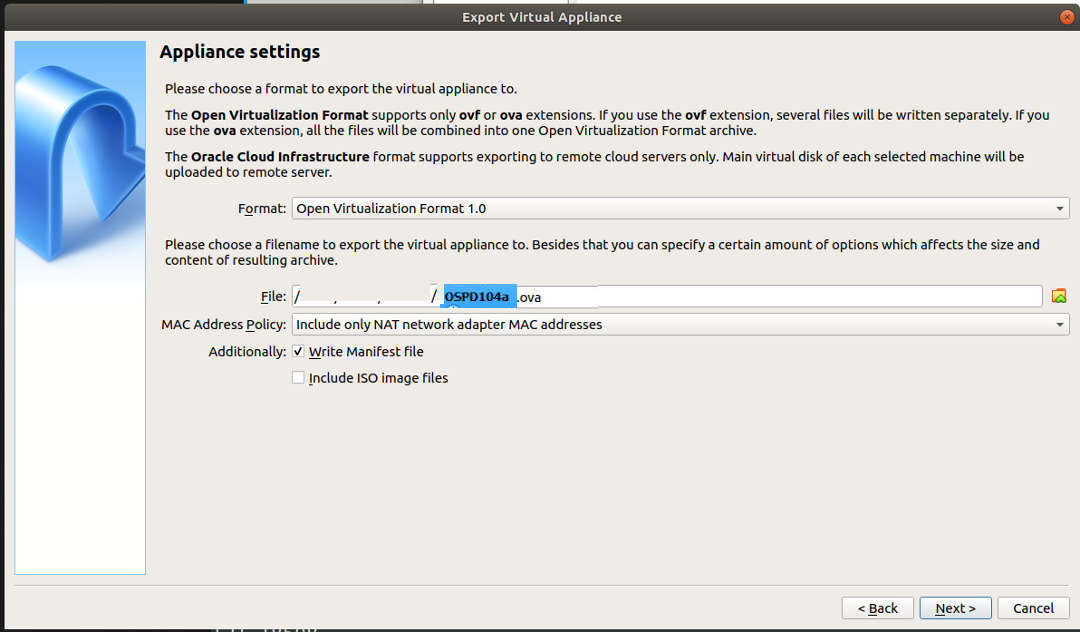 Export Virtual Appliance
Appliance settings
Please choose a format to export the virtual appliance to.
The Open Virtualization Format supports only ovf or ova extensions. If you use the ovf extension, several files will be written separately. If you
use the ova extension, all the files will be combined into one Open Virtualization Format archive.
The Oracle Cloud Infrastructure format supports exporting to remote cloud servers only. Main virtual disk of each selected machine will be
uploaded to remote server.
Format: Open Virtualization Format 1.0
Please choose a filename to export the virtual appliance to. Besides that you can specify a certain amount of options which affects the size and
content of resulting archive.
File: / / OSPD104a .ova
MAC Address Policy: Include only NAT network adapter MAC addresses
Additionally: Write Manifest file
Include ISO image files
< Back Next > Cancel